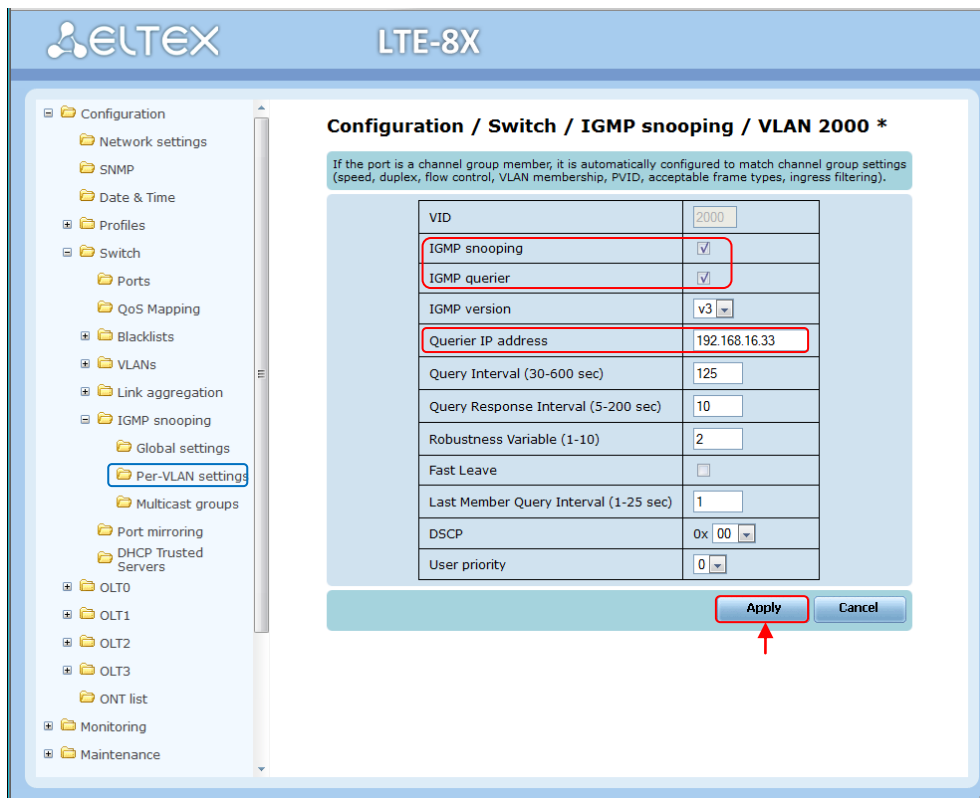 ELTEX
LTE-8X
Configuration
Network settings
SNMP
Date & Time
Profiles
Switch
Ports
QoS Mapping
Blacklists
VLANs
Link aggregation
IGMP snooping
Global settings
Per-VLAN settings
Multicast groups
Port mirroring
DHCP Trusted
Servers
OLT0
OLT1
OLT2
OLT3
ONT list
Monitoring
Maintenance
Configuration / Switch / IGMP snooping / VLAN 2000 *
If the port is a channel group member, it is automatically configured to match channel group settings
(speed, duplex, flow control, VLAN membership, PVID, acceptable frame types, ingress filtering).
VID 2000
IGMP snooping
IGMP querier
IGMP version v3
Querier IP address 192.168.16.33
Query Interval (30-600 sec) 125
Query Response Interval (5-200 sec) 10
Robustness Variable (1-10) 2
Fast Leave
Last Member Query Interval (1-25 sec) 1
DSCP 0x 00
User priority 0
Apply Cancel